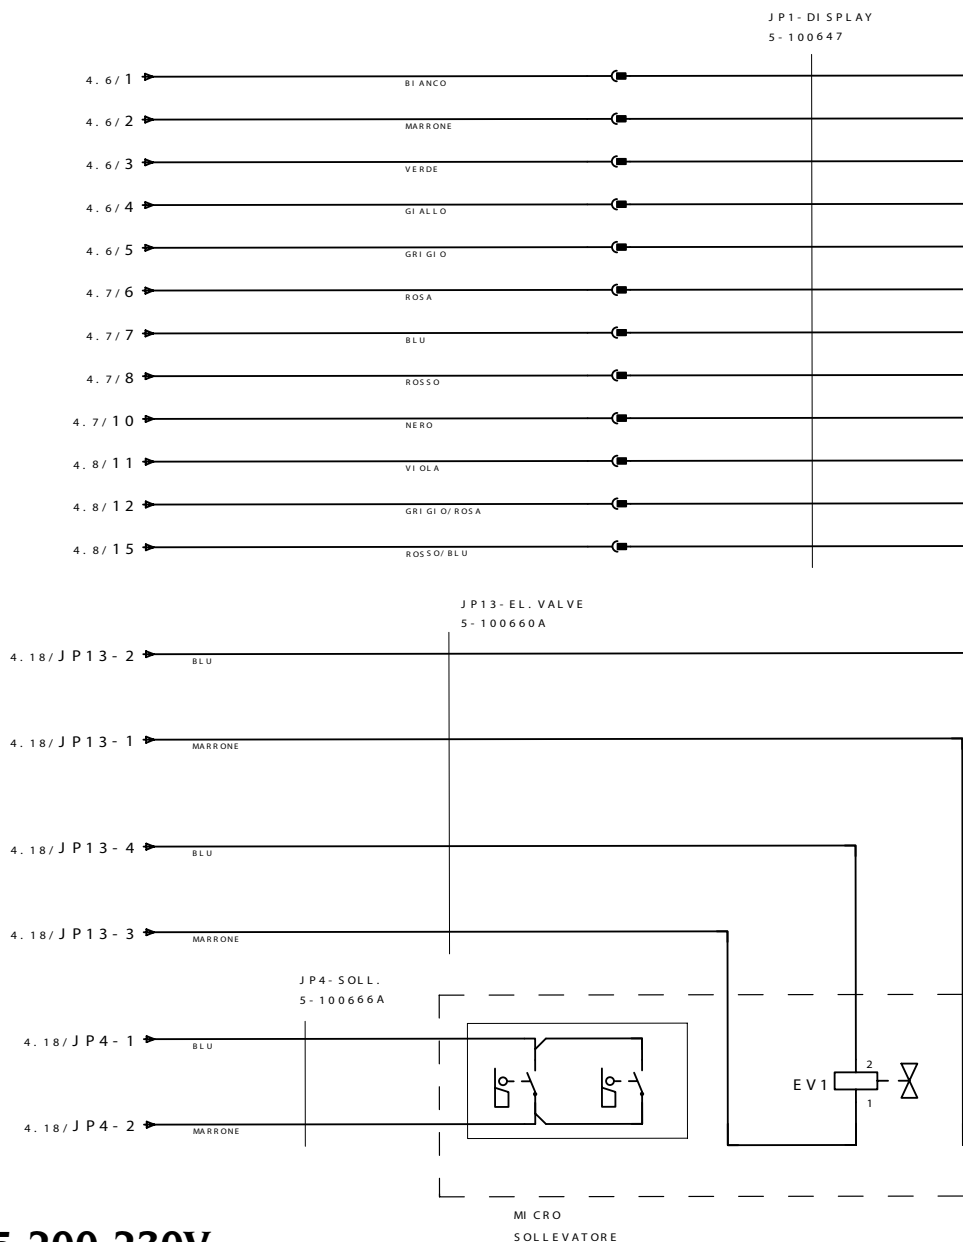 JP1-DISPLAY
5-100647
4.6/1
BIANCO
4.6/2
MARRONE
4.6/3
VERDE
4.6/4
GIALLO
4.6/5
GRIGIO
4.7/6
ROSA
4.7/7
BLU
4.7/8
ROSSO
4.7/10
NERO
4.8/11
VIOLA
4.8/12
GRIGIO/ROSA
4.8/15
ROSSO/BLU
JP13-EL.VALVE
5-100660A
4.18/JP13-2
BLU
4.18/JP13-1
MARRONE
4.18/JP13-4
BLU
4.18/JP13-3
MARRONE
JP4-SOLL.
5-100666A
4.18/JP4-1
BLU
2
EV1
1
4.18/JP4-2
MARRONE
MICRO
SOLLEVATORE
200-230V